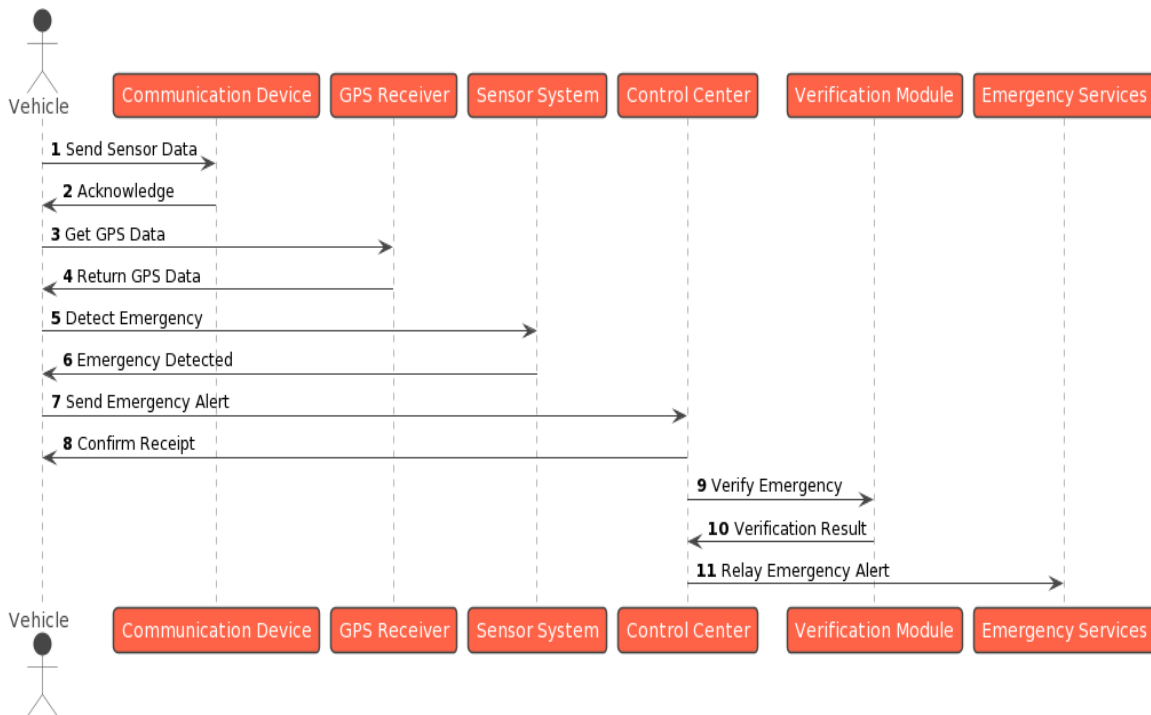 Vehicle
Communication Device
GPS Receiver
Sensor System
Control Center
Verification Module
Emergency Services
1 Send Sensor Data
2 Acknowledge
3 Get GPS Data
4 Return GPS Data
5 Detect Emergency
6 Emergency Detected
7 Send Emergency Alert
8 Confirm Receipt
9 Verify Emergency
10 Verification Result
11 Relay Emergency Alert
Vehicle
Communication Device
GPS Receiver
Sensor System
Control Center
Verification Module
Emergency Services